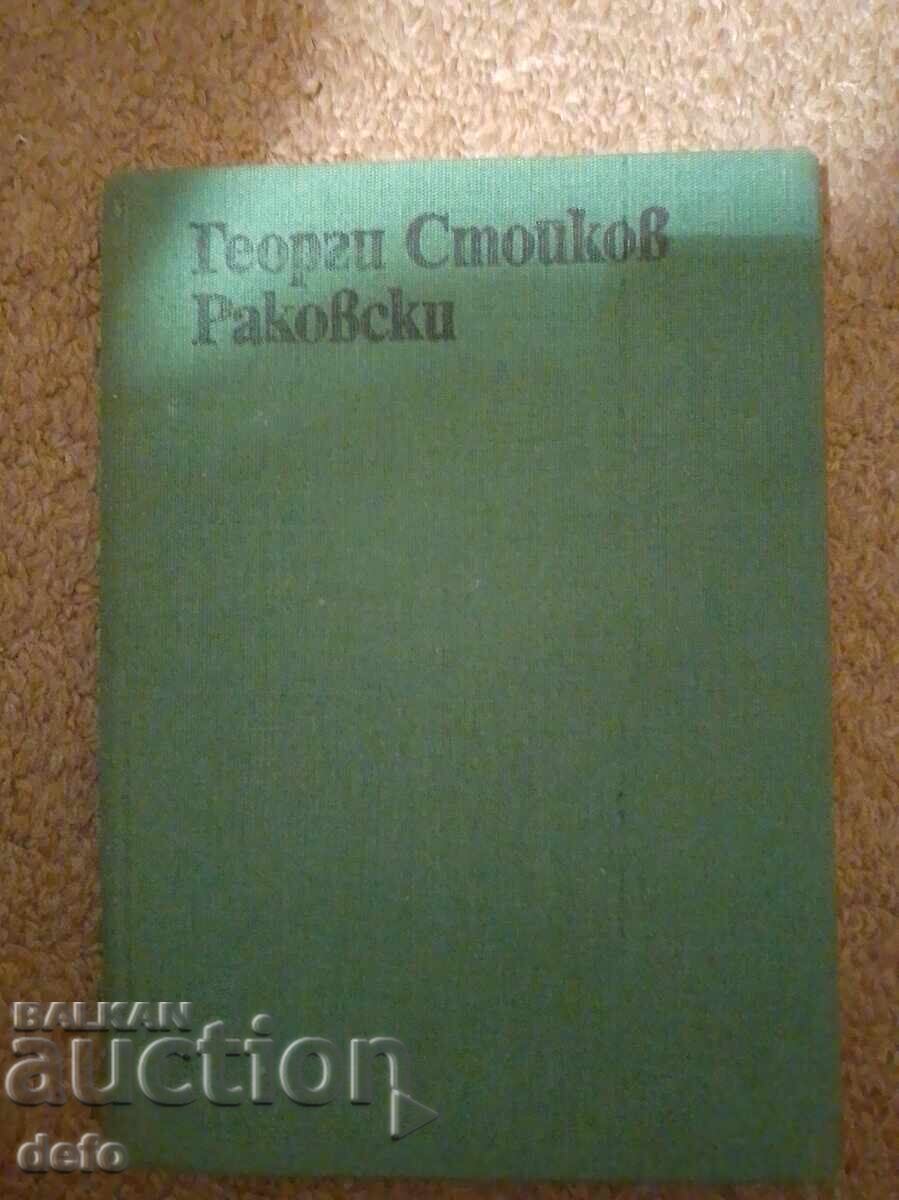 Георги Стойков
Раковски
BALKAN
auction
defo